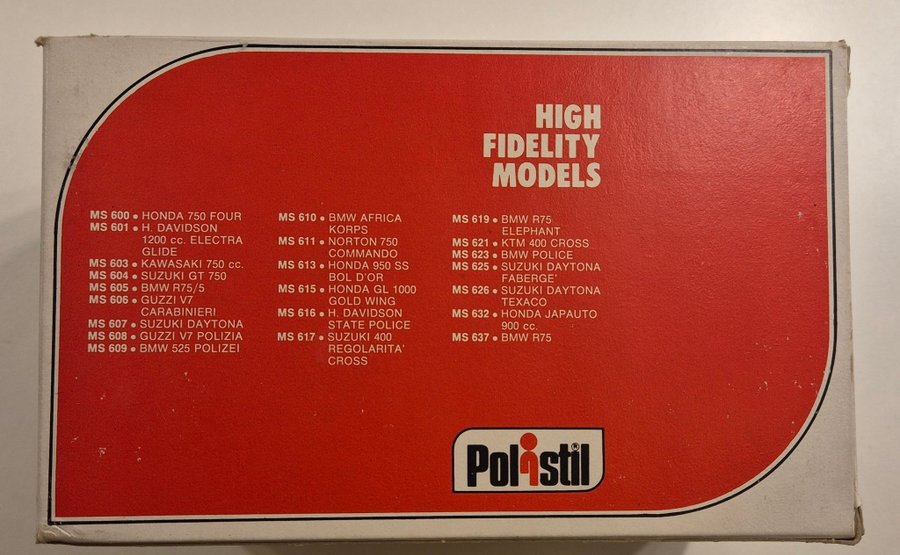 HIGH
FIDELITY
MODELS
MS 600 • HONDA 750 FOUR
MS 601 • H. DAVIDSON
1200 cc. ELECTRA
GLIDE
MS 603 • KAWASAKI 750 cc.
MS 604 • SUZUKI GT 750
MS 605 • BMW R75/5
MS 606 • GUZZI V7
CARABINIERI
MS 607 • SUZUKI DAYTONA
MS 608 • GUZZI V7 POLIZIA
MS 609 • BMW 525 POLIZEI
MS 610 • BMW AFRICA
KORPS
MS 611 • NORTON 750
COMMANDO
MS 613 • HONDA 950 SS
BOL D'OR
MS 615 • HONDA GL 1000
GOLD WING
MS 616 • H. DAVIDSON
STATE POLICE
MS 617 • SUZUKI 400
REGOLARITA'
CROSS
MS 619 • BMW R75
ELEPHANT
MS 621 • KTM 400 CROSS
MS 623 • BMW POLICE
MS 625 • SUZUKI DAYTONA
FABERGE'
MS 626 • SUZUKI DAYTONA
TEXACO
MS 632 • HONDA JAPAUTO
900 cc.
MS 637 • BMW R75
Polistil®